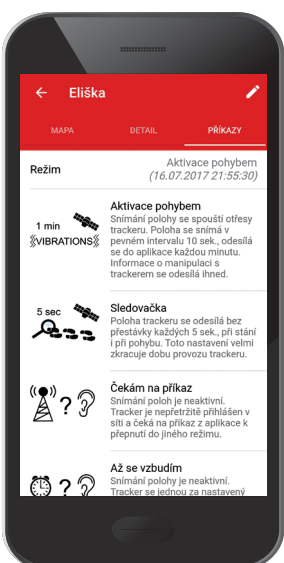 Eliška
MAPA DETAIL PŘÍKAZY
Režim
Aktivace pohybem
(16.07.2017 21:55:30)
1 min
VIBRATIONS
Aktivace pohybem
Snímání polohy se spouští otřesy
trackeru. Poloha se snímá v
pevném intervalu 10 sek., odesílá
se do aplikace každou minutu.
Informace o manipulaci s
trackerem se odesílá ihned.
5 sec
Sledovačka
Poloha trackeru se odesílá bez
přestávky každých 5 sek., při stání
i při pohybu. Toto nastavení velmi
zkracuje dobu provozu trackeru.
?
Čekám na příkaz
Snímání poloh je neaktivní.
Tracker je nepřetržitě přihlášen v
síti a čeká na příkaz z aplikace k
přepnutí do jiného režimu.
?
Až se vzbudím
Snímání polohy je neaktivní.
Tracker se jednou za nastavený